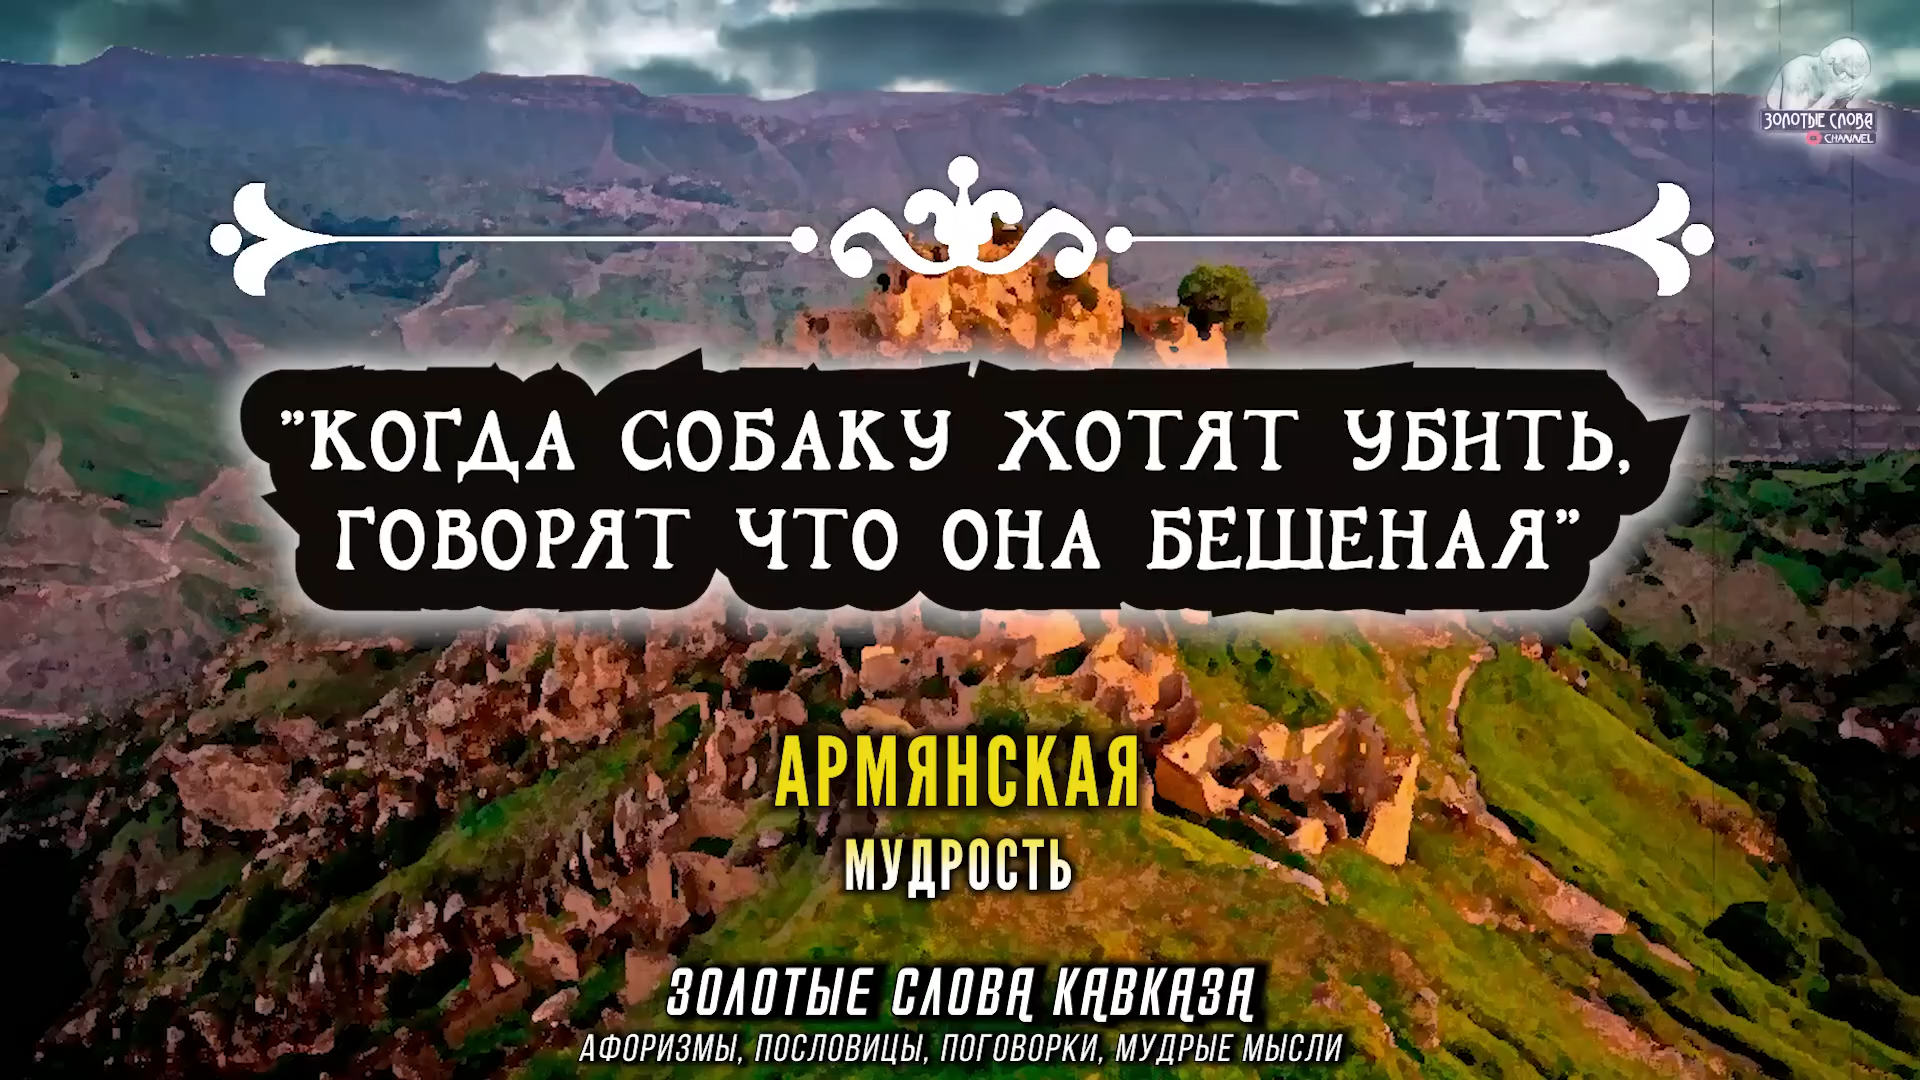 ЗОЛОТЫЕ СЛОВА
CHANNEL
"КОГДА СОБАКУ ХОТЯТ УБИТЬ,
ГОВОРЯТ ЧТО ОНА БЕШЕНАЯ"
АРМЯНСКАЯ
МУДРОСТЬ
ЗОЛОТЫЕ СЛОВА КАВКАЗА
АФОРИЗМЫ, ПОСЛОВИЦЫ, ПОГОВОРКИ, МУДРЫЕ МЫСЛИ